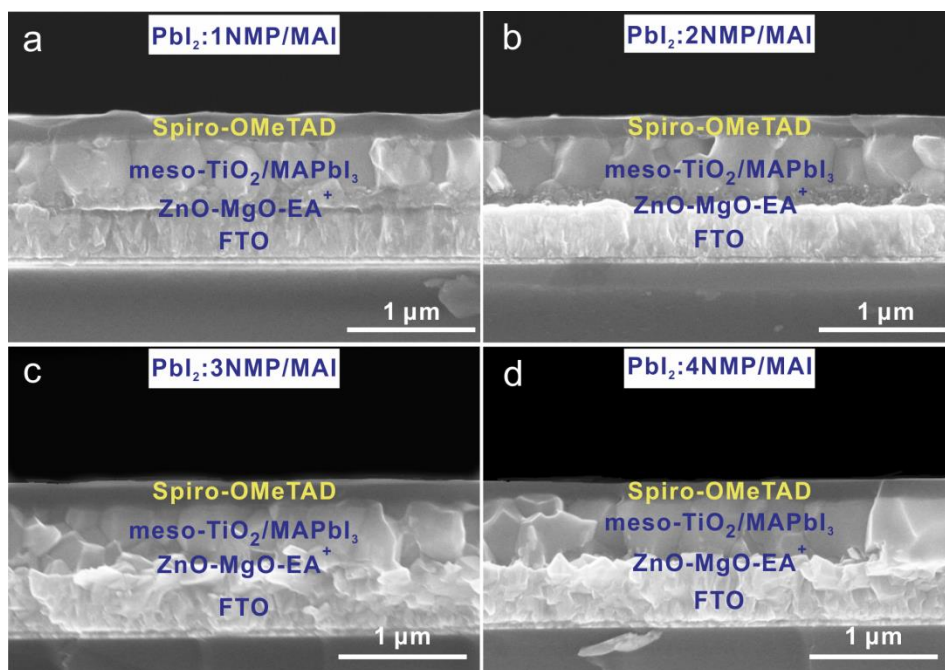 a
PbI₂:1NMP/MAI
Spiro-OMeTAD
meso-TiO₂/MAPbI₃
ZnO-MgO-EA⁺
FTO
1 µm
b
PbI₂:2NMP/MAI
Spiro-OMeTAD
meso-TiO₂/MAPbI₃
ZnO-MgO-EA⁺
FTO
1 µm
c
PbI₂:3NMP/MAI
Spiro-OMeTAD
meso-TiO₂/MAPbI₃
ZnO-MgO-EA⁺
FTO
1 µm
d
PbI₂:4NMP/MAI
Spiro-OMeTAD
meso-TiO₂/MAPbI₃
ZnO-MgO-EA⁺
FTO
1 µm